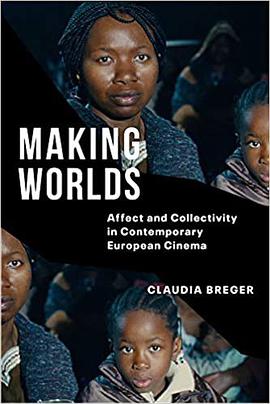 MAKING
WORLDS
Affect and Collectivity
in Contemporary
European Cinema
CLAUDIA BREGER